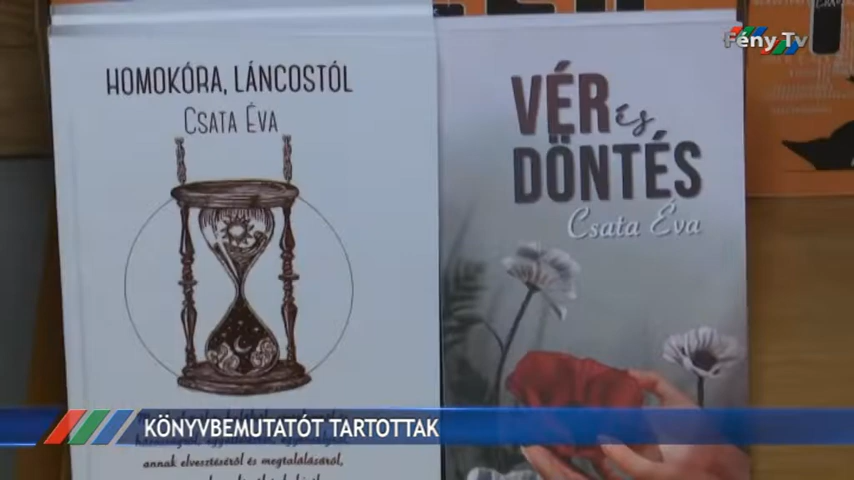 HOMOKÓRA, LÁNCOSTÓL
CSATA ÉVA
VÉR és
DÖNTÉS
Csata Éva
Fény Tv
KÖNYVBEMUTATÓT TARTOTTAK
annak elvesztéséről és megtalálásáról,